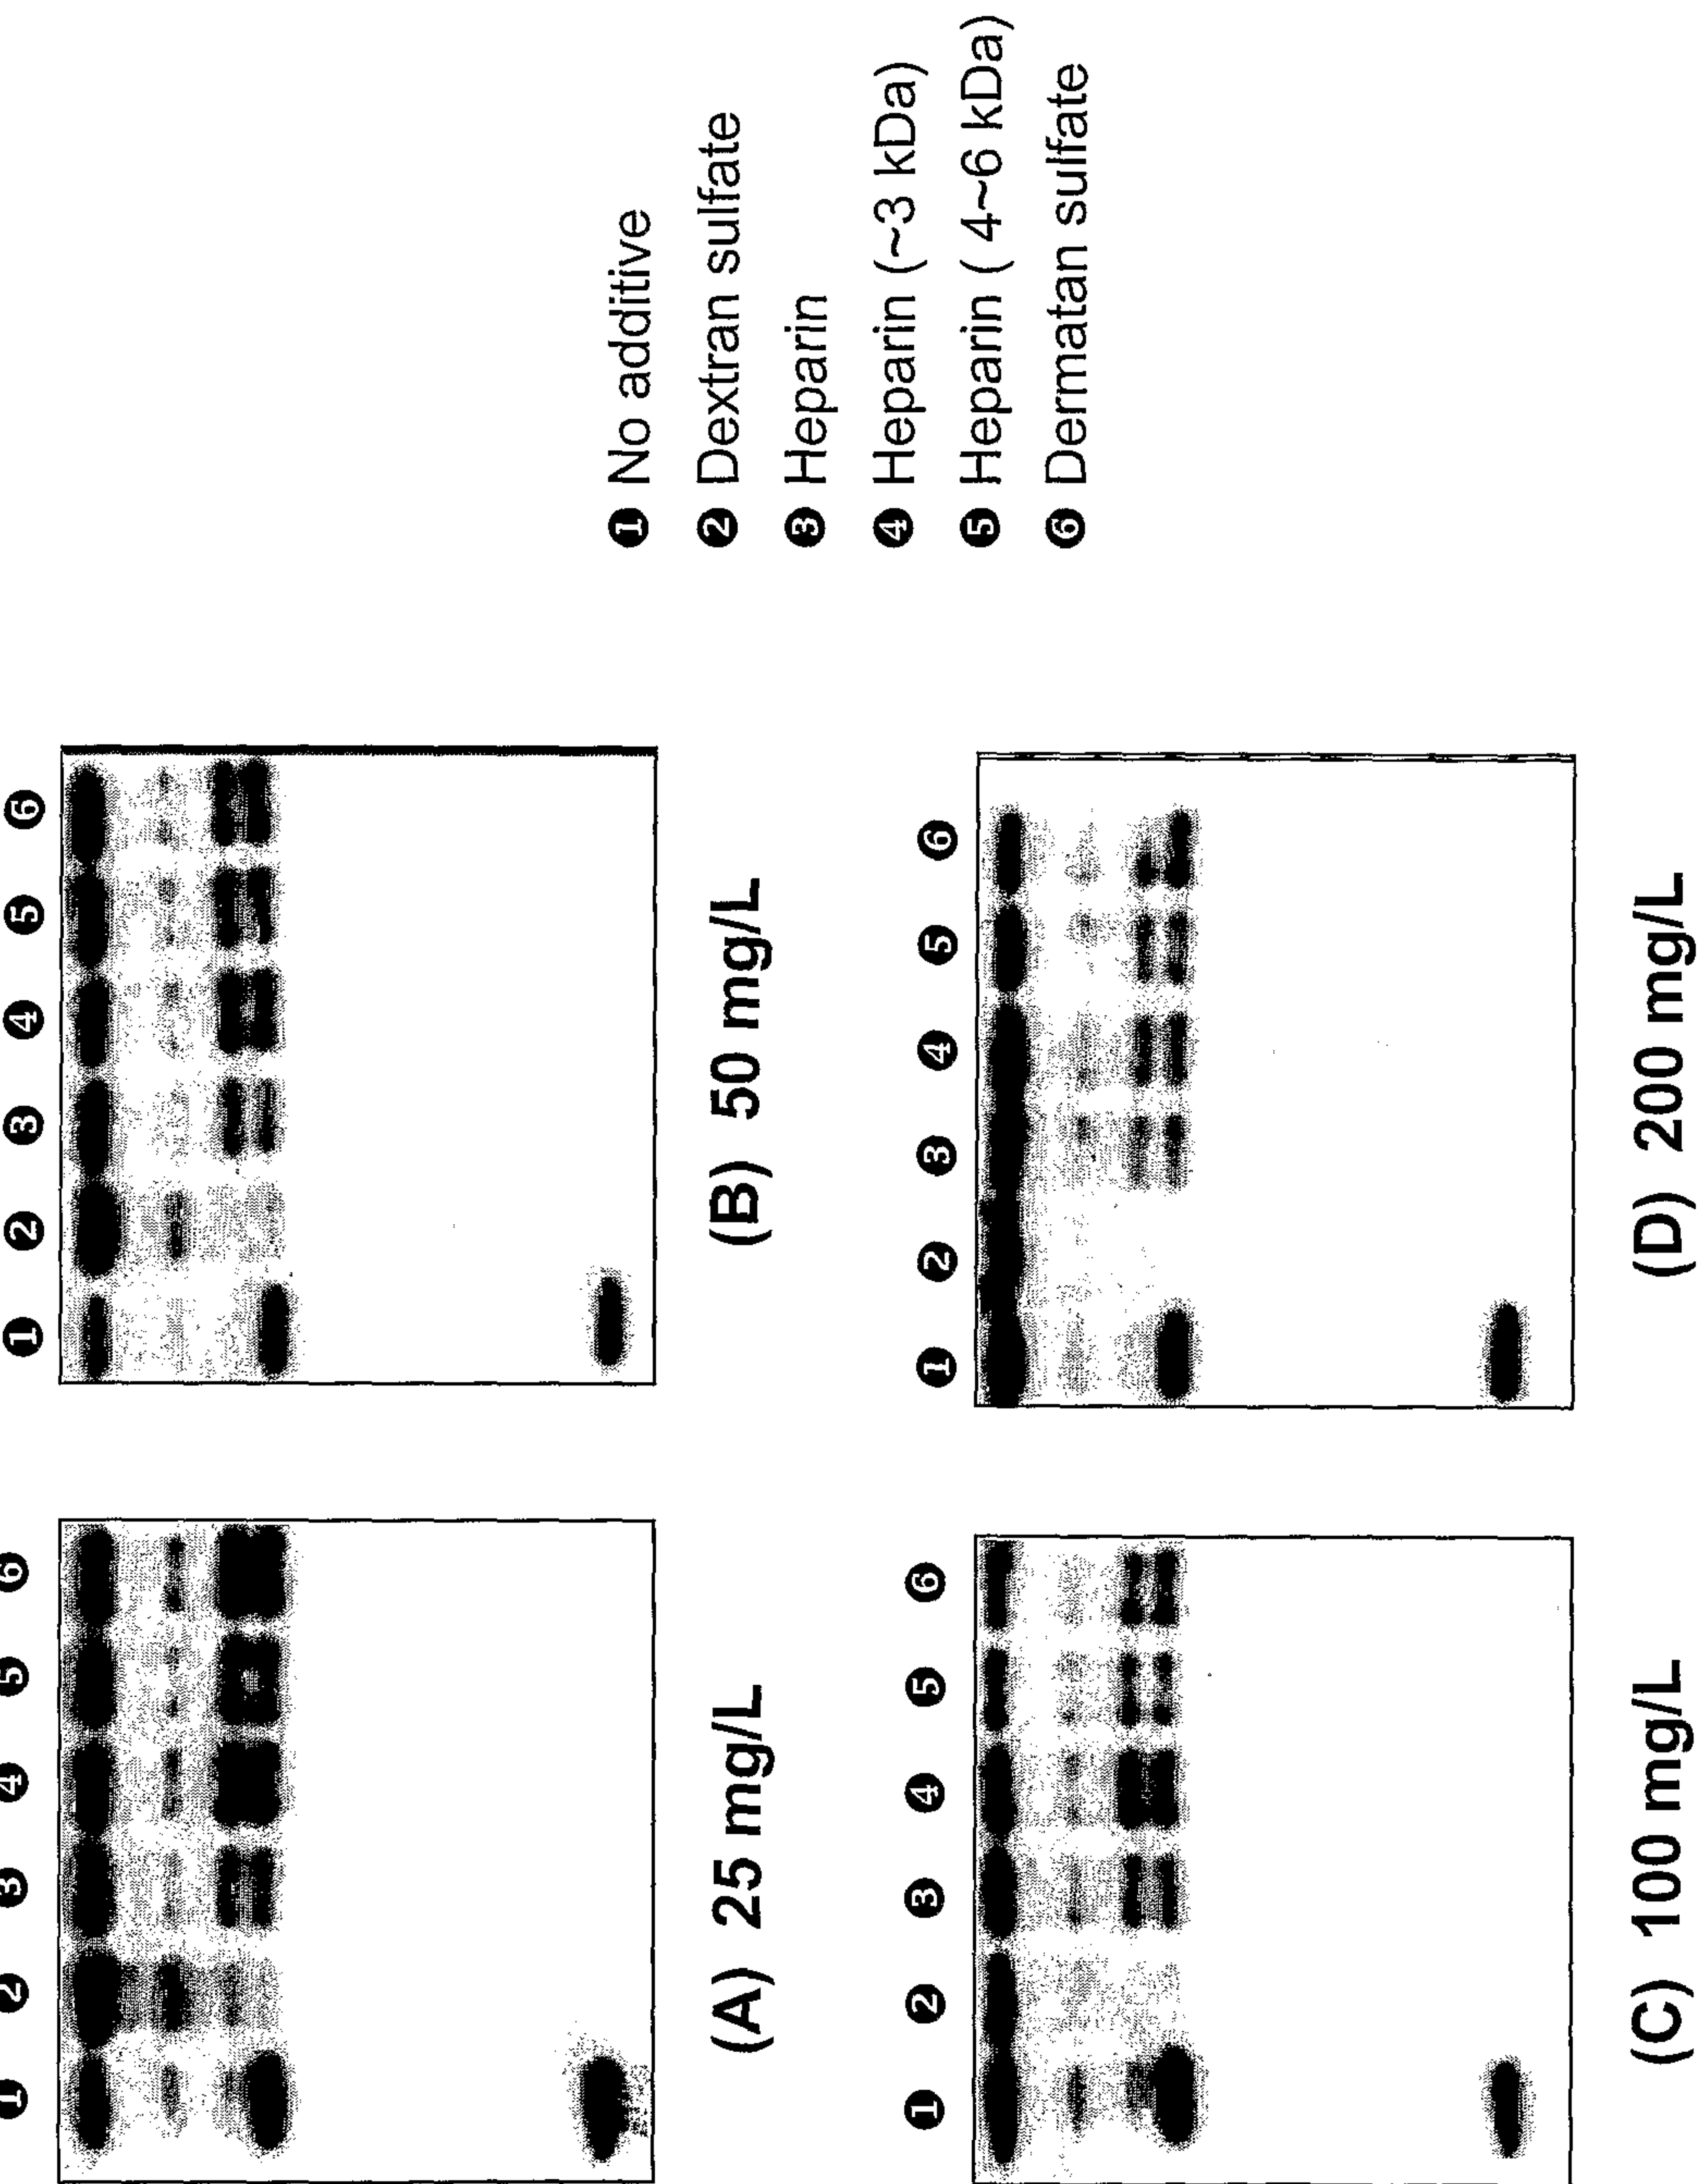 ❶ ❷ ❸ ❹ ❺ ❻
(A) 25 mg/L
❶ ❷ ❸ ❹ ❺ ❻
(B) 50 mg/L
❶ ❷ ❸ ❹ ❺ ❻
(C) 100 mg/L
❶ ❷ ❸ ❹ ❺ ❻
(D) 200 mg/L
❶ No additive
❷ Dextran sulfate
❸ Heparin
❹ Heparin (~3 kDa)
❺ Heparin ( 4~6 kDa)
❻ Dermatan sulfate